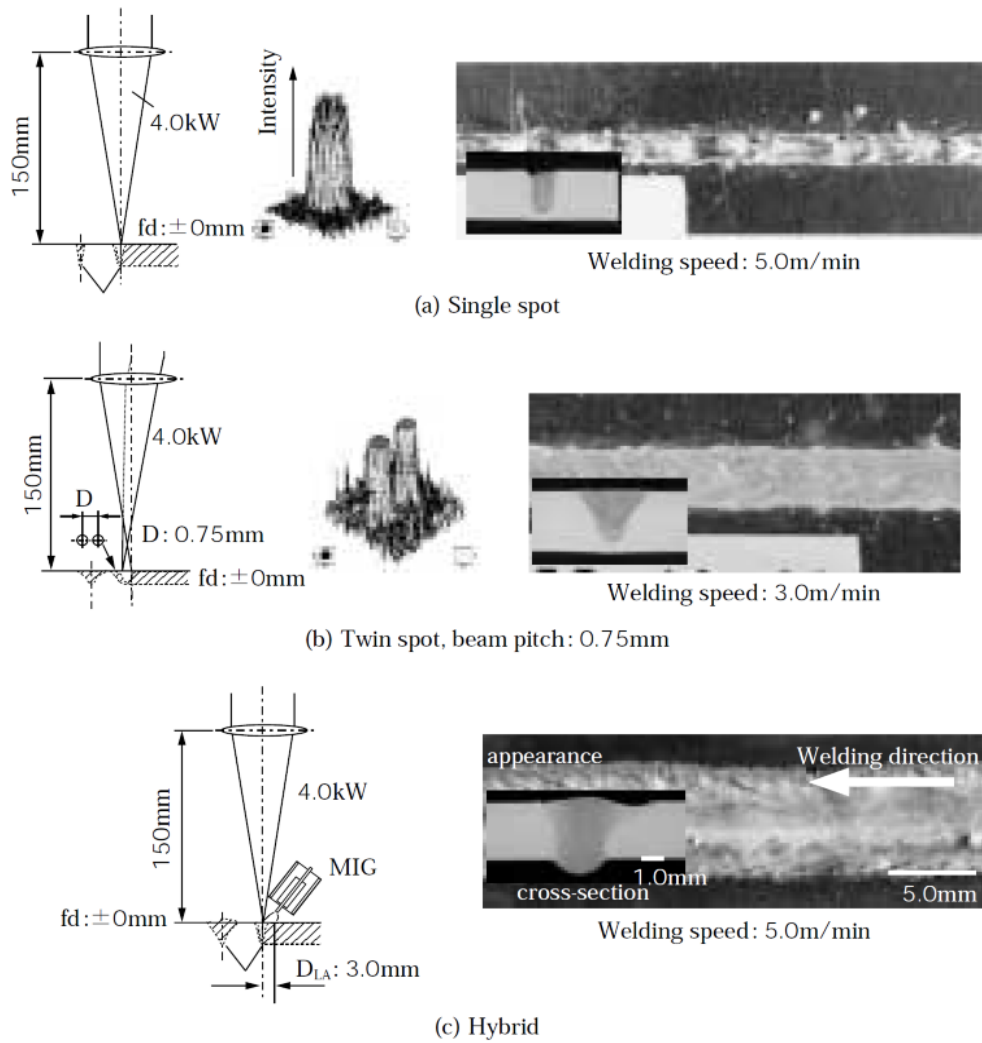 150mm
4.0kW
fd:±0mm
Intensity
Welding speed: 5.0m/min
(a) Single spot
150mm
4.0kW
D
D: 0.75mm
fd:±0mm
Welding speed: 3.0m/min
(b) Twin spot, beam pitch: 0.75mm
150mm
4.0kW
MIG
fd:±0mm
D_LA: 3.0mm
appearance
Welding direction
1.0mm
cross-section
5.0mm
Welding speed: 5.0m/min
(c) Hybrid